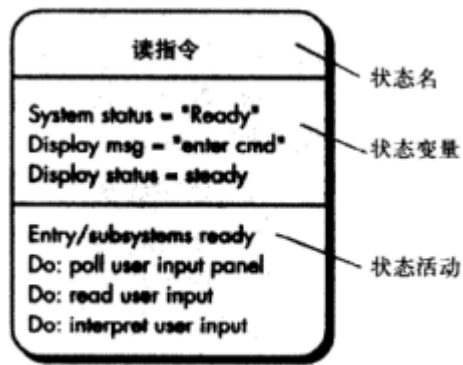 读指令
状态名
System status = "Ready"
Display msg = "enter cmd"
Display status = steady
状态变量
Entry/subsystems ready
Do: poll user input panel
Do: read user input
Do: interpret user input
状态活动